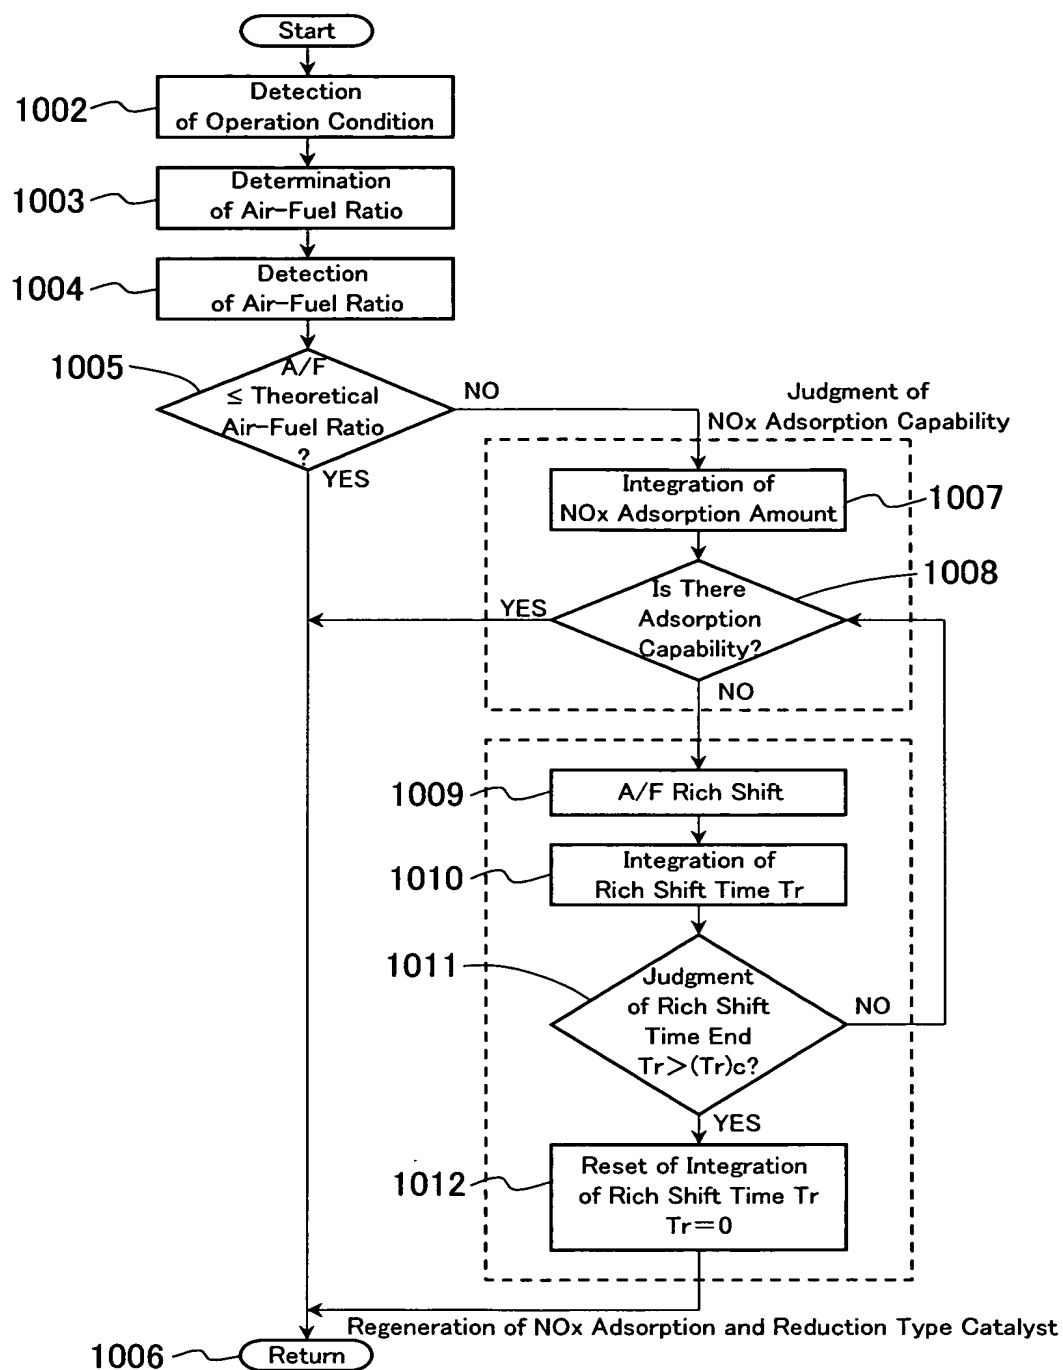 Start
1002
Detection
of Operation Condition
1003
Determination
of Air-Fuel Ratio
1004
Detection
of Air-Fuel Ratio
1005
A/F
≤ Theoretical
Air-Fuel Ratio
?
NO
YES
Judgment of
NOx Adsorption Capability
Integration of
NOx Adsorption Amount
1007
1008
Is There
Adsorption
Capability?
YES
NO
1009
A/F Rich Shift
1010
Integration of
Rich Shift Time Tr
1011
Judgment
of Rich Shift
Time End
Tr>(Tr)c?
NO
YES
1012
Reset of Integration
of Rich Shift Time Tr
Tr=0
Regeneration of NOx Adsorption and Reduction Type Catalyst
1006
Return